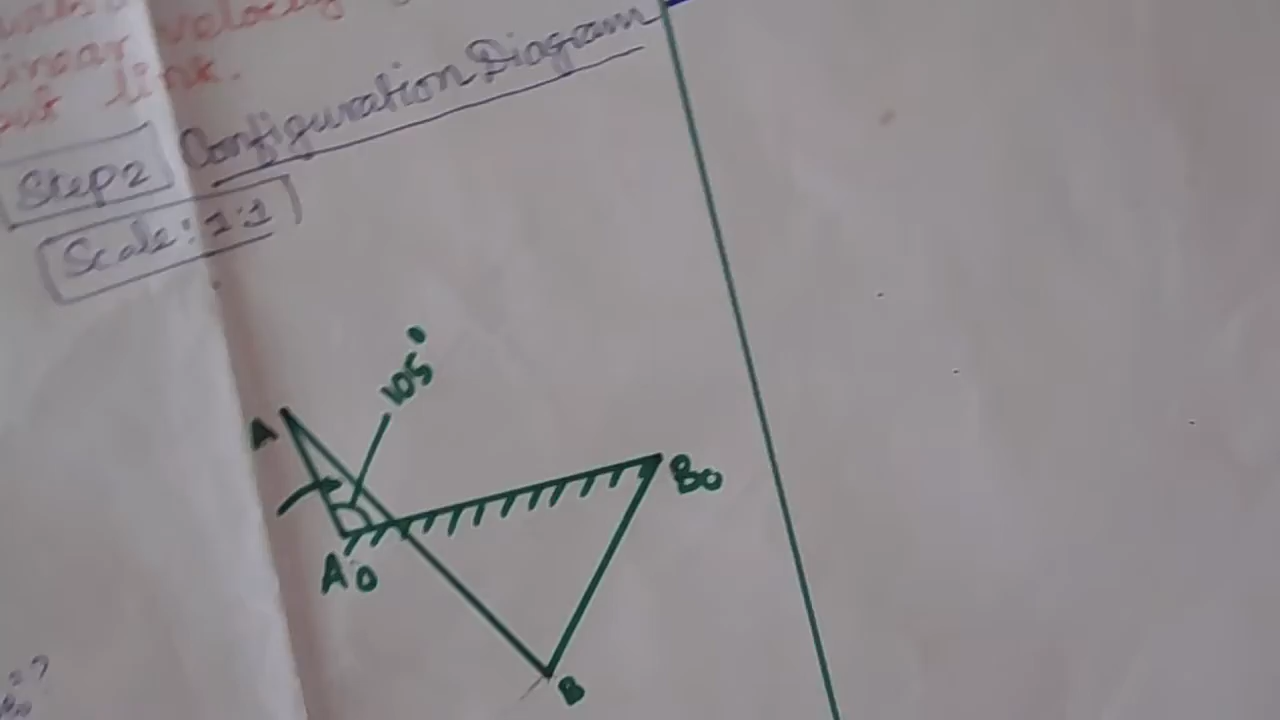 velocity
link.
Step 2 Configuration Diagram
Scale: 1:1
105°
A
B0
A0
B
= ?